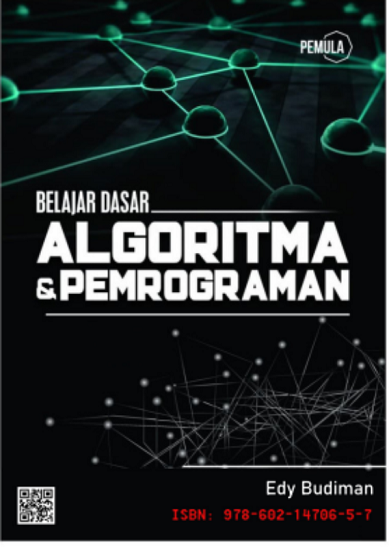 PEMULA
BELAJAR DASAR
ALGORITMA
& PEMROGRAMAN
Edy Budiman
ISBN: 978-602-14706-5-7